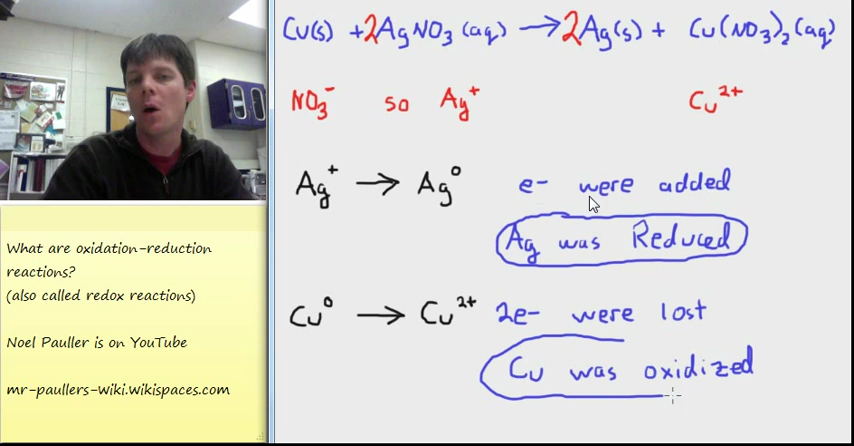 Cu(s) + 2AgNO₃ (aq) → 2Ag(s) + Cu(NO₃)₂ (aq)
NO₃⁻ so Ag⁺ Cu²⁺
Ag⁺ → Ag⁰ e- were added
Ag was Reduced
Cu⁰ → Cu²⁺ 2e- were lost
Cu was oxidized
What are oxidation-reduction
reactions?
(also called redox reactions)
Noel Pauller is on YouTube
mr-paullers-wiki.wikispaces.com